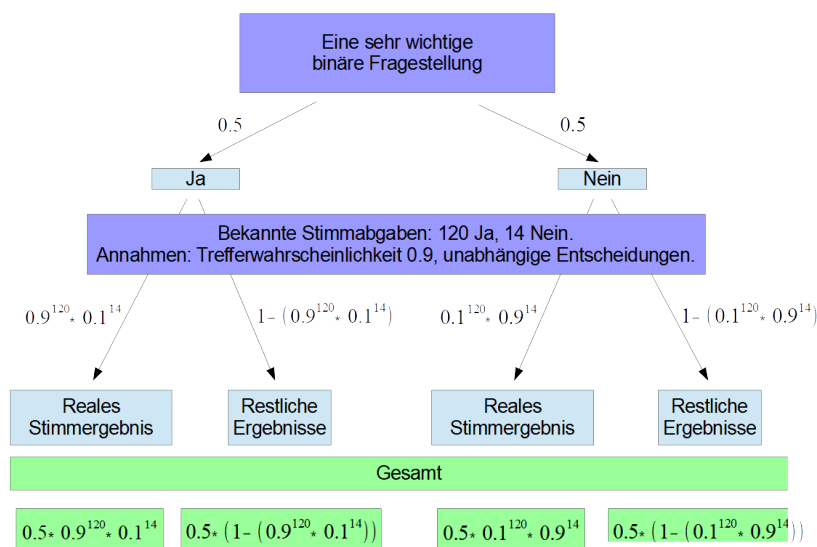 Eine sehr wichtige
binäre Fragestellung
0.5
0.5
Ja
Nein
Bekannte Stimmabgaben: 120 Ja, 14 Nein.
Annahmen: Trefferwahrscheinlichkeit 0.9, unabhängige Entscheidungen.
0.9^120 * 0.1^14
1− (0.9^120 * 0.1^14)
0.1^120 * 0.9^14
1− (0.1^120 * 0.9^14)
Reales
Stimmergebnis
Restliche
Ergebnisse
Reales
Stimmergebnis
Restliche
Ergebnisse
Gesamt
0.5* 0.9^120 * 0.1^14
0.5* (1− (0.9^120 * 0.1^14))
0.5* 0.1^120 * 0.9^14
0.5* (1− (0.1^120 * 0.9^14))